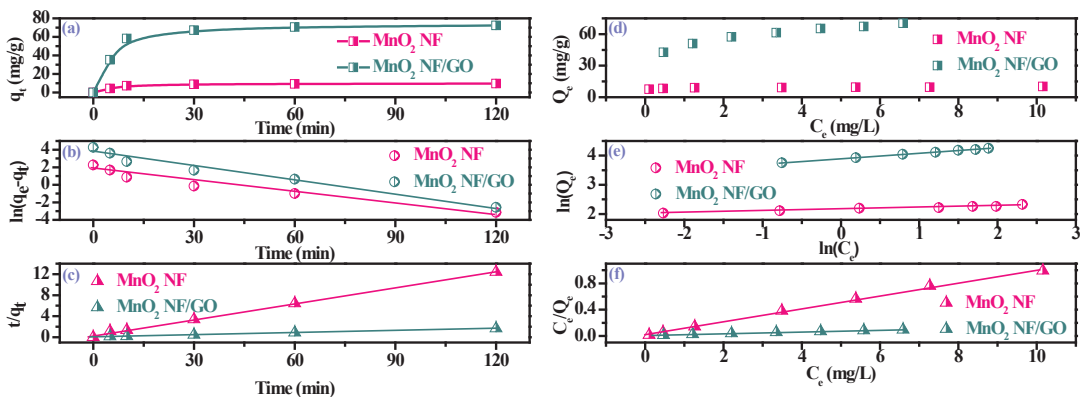 (a)
80
60
40
20
0
q_t (mg/g)
MnO₂ NF
MnO₂ NF/GO
0 30 60 90 120
Time (min)
(b)
4
2
0
-2
-4
ln(q_e-q_t)
MnO₂ NF
MnO₂ NF/GO
0 30 60 90 120
(c)
12
8
4
0
t/q_t
MnO₂ NF
MnO₂ NF/GO
0 30 60 90 120
Time (min)
(d)
60
30
0
Q_e (mg/g)
MnO₂ NF
MnO₂ NF/GO
0 2 4 6 8 10
C_e (mg/L)
(e)
4
3
2
ln(Q_e)
MnO₂ NF
MnO₂ NF/GO
-3 -2 -1 0 1 2 3
ln(C_e)
(f)
1.2
0.8
0.4
0.0
C_e/Q_e
MnO₂ NF
MnO₂ NF/GO
0 2 4 6 8 10
C_e (mg/L)